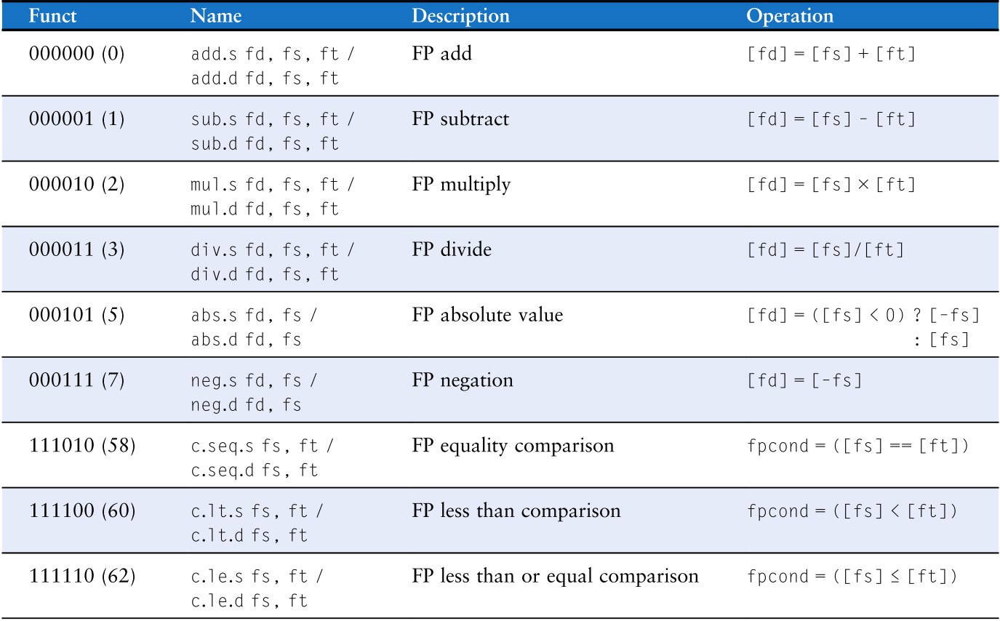 Funct Name Description Operation
000000 (0) add.s fd, fs, ft / FP add [fd] = [fs] + [ft]
add.d fd, fs, ft
000001 (1) sub.s fd, fs, ft / FP subtract [fd] = [fs] - [ft]
sub.d fd, fs, ft
000010 (2) mul.s fd, fs, ft / FP multiply [fd] = [fs] × [ft]
mul.d fd, fs, ft
000011 (3) div.s fd, fs, ft / FP divide [fd] = [fs]/[ft]
div.d fd, fs, ft
000101 (5) abs.s fd, fs / FP absolute value [fd] = ([fs] < 0) ? [-fs]
abs.d fd, fs : [fs]
000111 (7) neg.s fd, fs / FP negation [fd] = [-fs]
neg.d fd, fs
111010 (58) c.seq.s fs, ft / FP equality comparison fpcond = ([fs] == [ft])
c.seq.d fs, ft
111100 (60) c.lt.s fs, ft / FP less than comparison fpcond = ([fs] < [ft])
c.lt.d fs, ft
111110 (62) c.le.s fs, ft / FP less than or equal comparison fpcond = ([fs] ≤ [ft])
c.le.d fs, ft